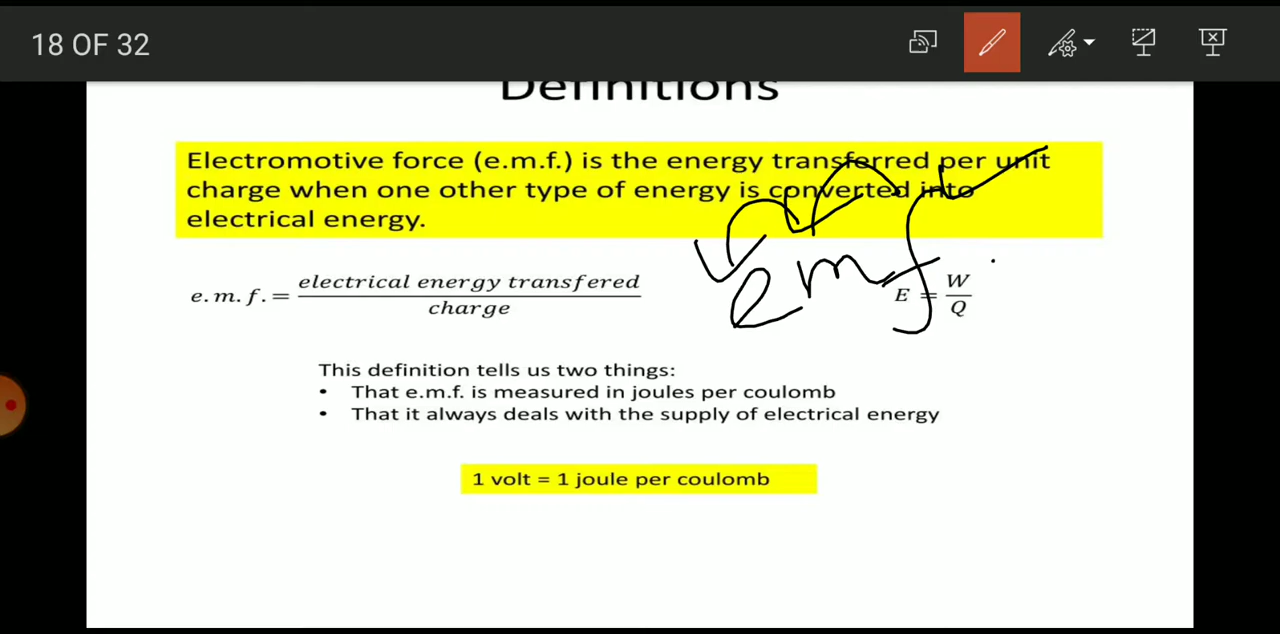 18 OF 32
Definitions
Electromotive force (e.m.f.) is the energy transferred per unit
charge when one other type of energy is converted into
electrical energy.
e.m.f. = electrical energy transfered
charge
E = W
Q
emf
This definition tells us two things:
• That e.m.f. is measured in joules per coulomb
• That it always deals with the supply of electrical energy
1 volt = 1 joule per coulomb